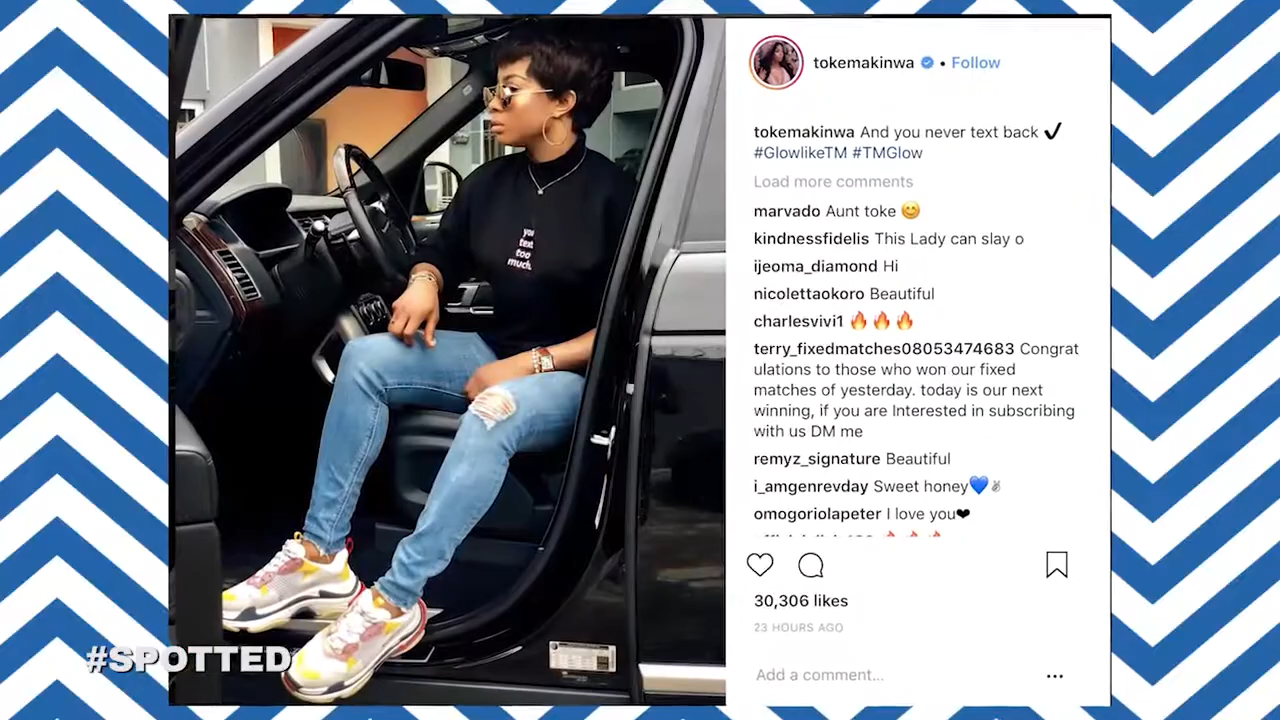 tokemakinwa • Follow
tokemakinwa And you never text back ✔
#GlowlikeTM #TMGlow
Load more comments
marvado Aunt toke 😊
kindnessfidelis This Lady can slay o
ijeoma_diamond Hi
nicolettaokoro Beautiful
charlesvivi1 🔥🔥🔥
terry_fixedmatches08053474683 Congrat
ulations to those who won our fixed
matches of yesterday. today is our next
winning, if you are Interested in subscribing
with us DM me
remyz_signature Beautiful
i_amgenrevday Sweet honey💙✌
omogoriolapeter I love you❤
30,306 likes
23 HOURS AGO
Add a comment...
you
text
too
much.
#SPOTTED